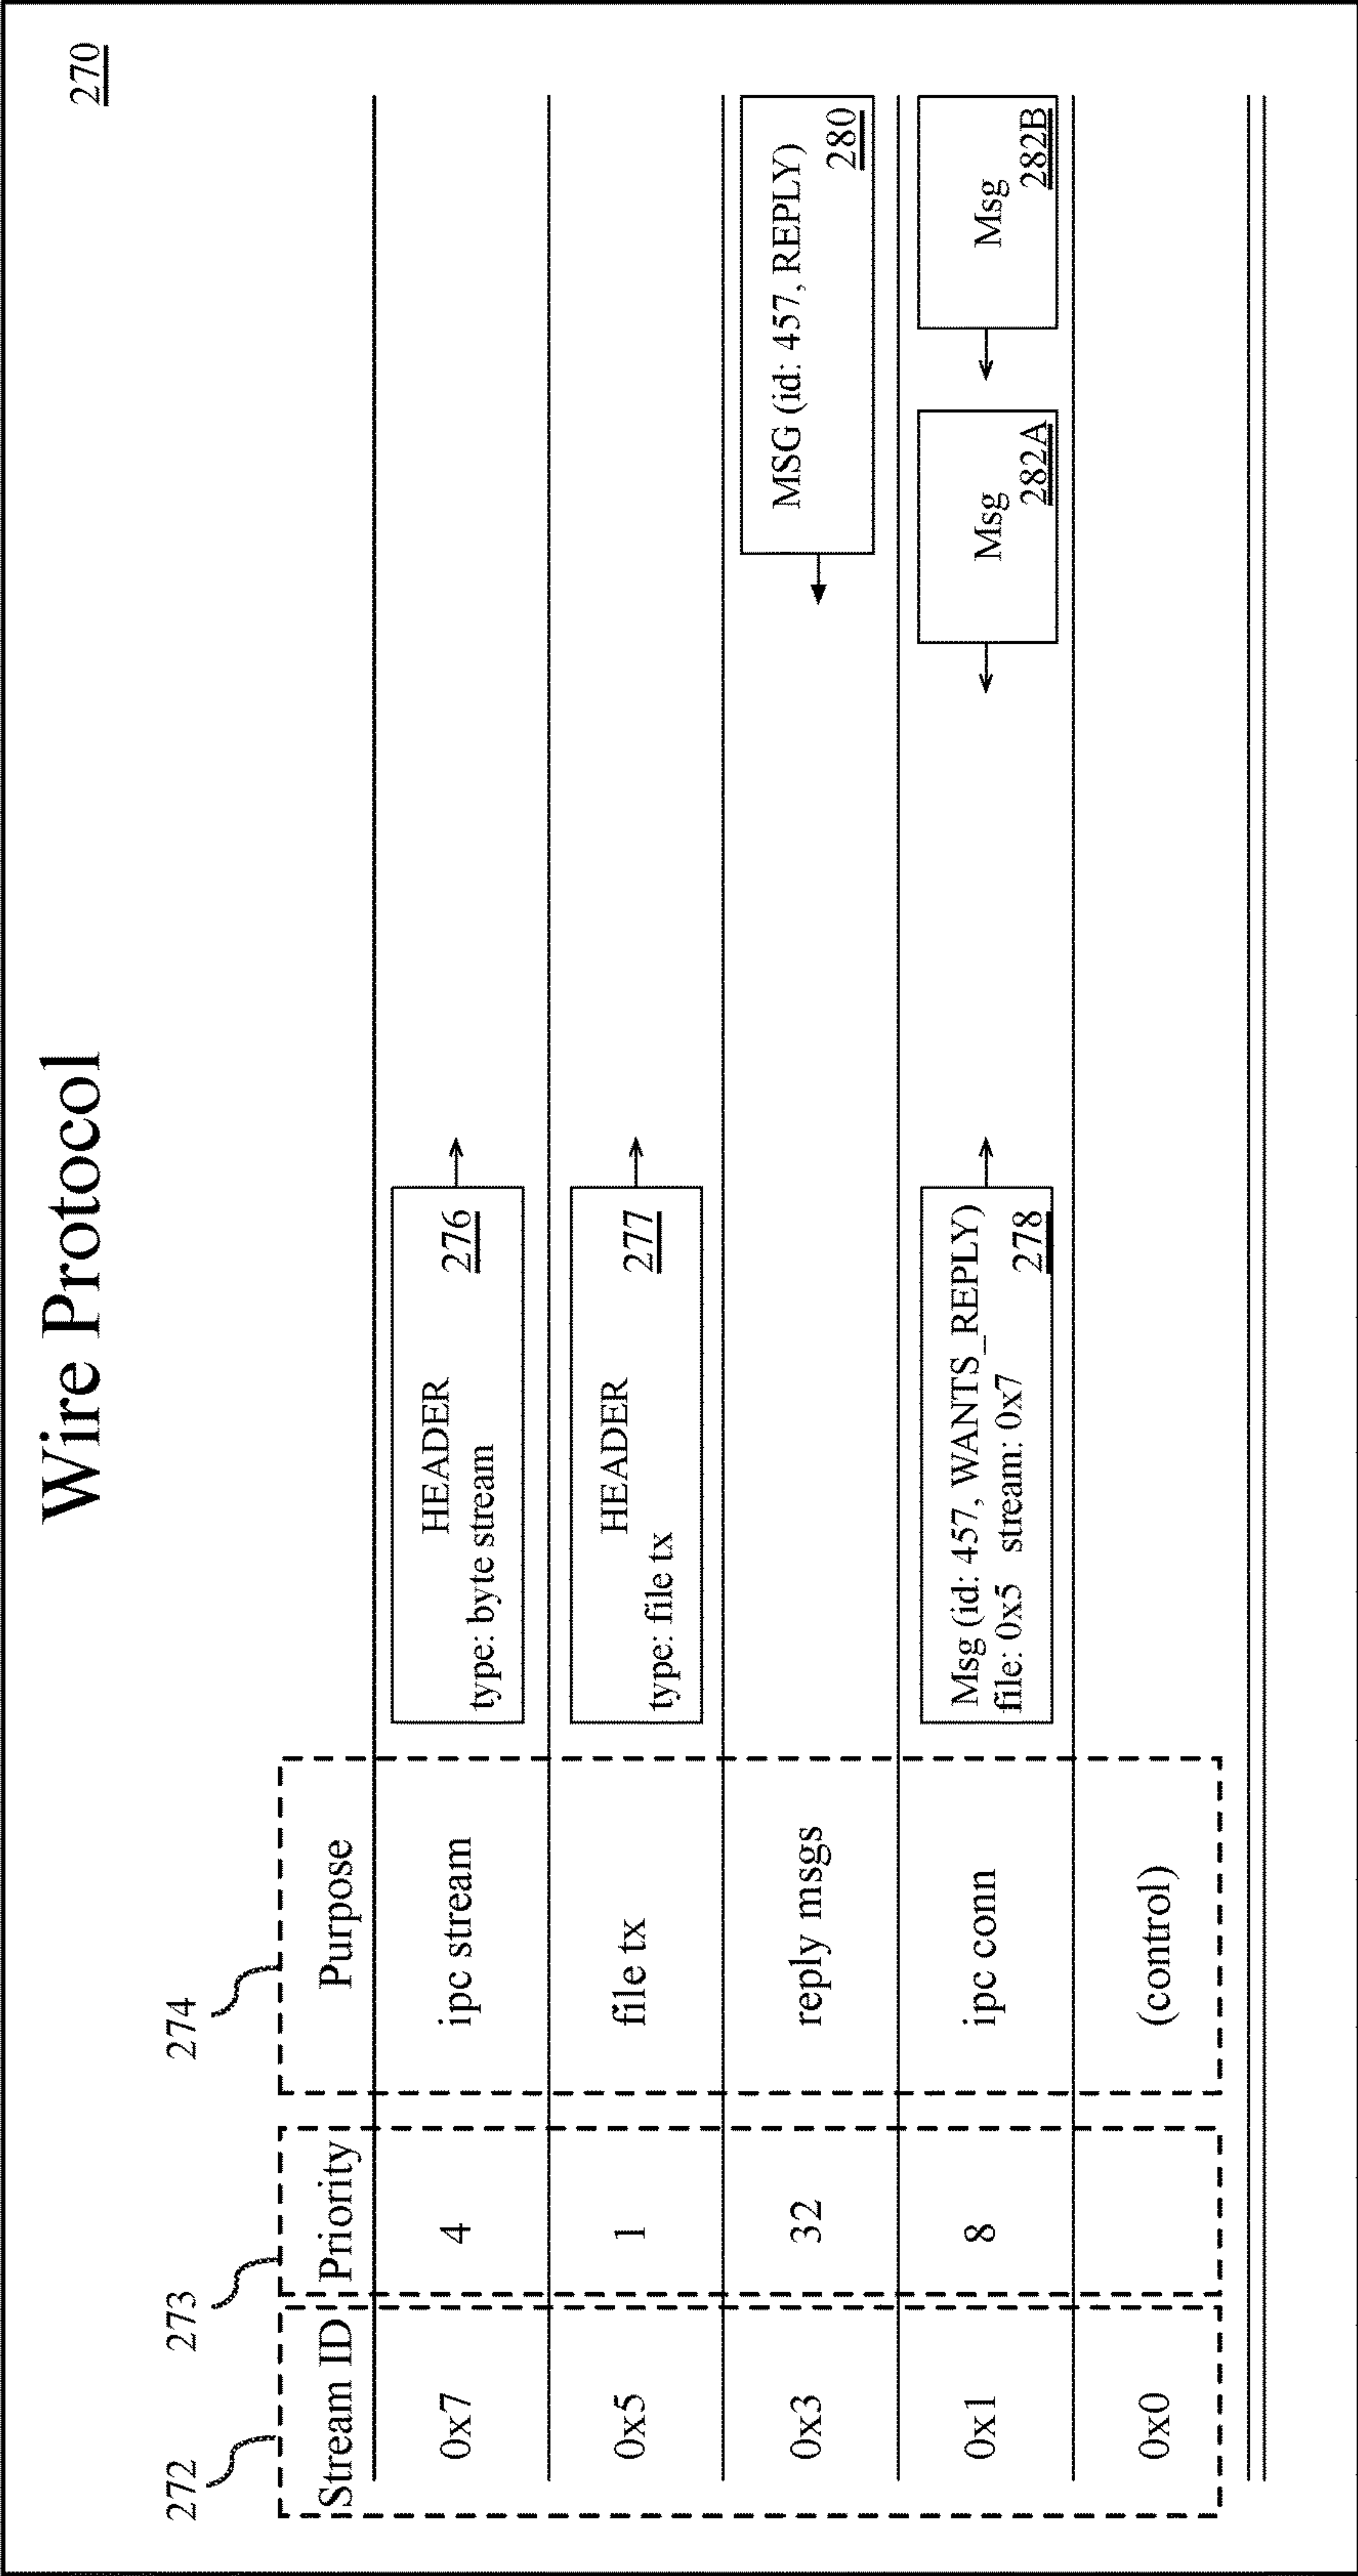 Wire Protocol
270
272
273
274
Stream ID
Priority
Purpose
0x7
4
ipc stream
HEADER
type: byte stream
276
0x5
1
file tx
HEADER
type: file tx
277
0x3
32
reply msgs
MSG (id: 457, REPLY)
280
0x1
8
ipc conn
Msg (id: 457, WANTS_REPLY)
file: 0x5 stream: 0x7
278
Msg
282A
Msg
282B
0x0
(control)